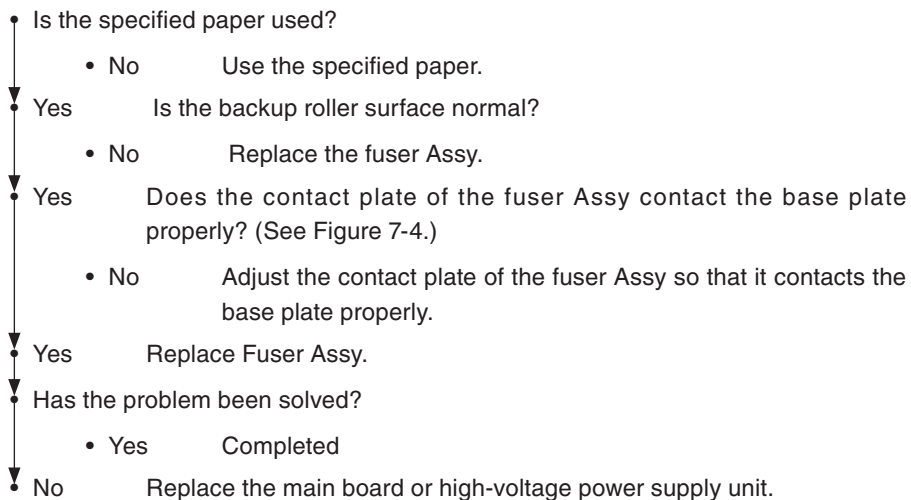 • Is the specified paper used?
• No Use the specified paper.
• Yes Is the backup roller surface normal?
• No Replace the fuser Assy.
• Yes Does the contact plate of the fuser Assy contact the base plate
properly? (See Figure 7-4.)
• No Adjust the contact plate of the fuser Assy so that it contacts the
base plate properly.
• Yes Replace Fuser Assy.
• Has the problem been solved?
• Yes Completed
• No Replace the main board or high-voltage power supply unit.